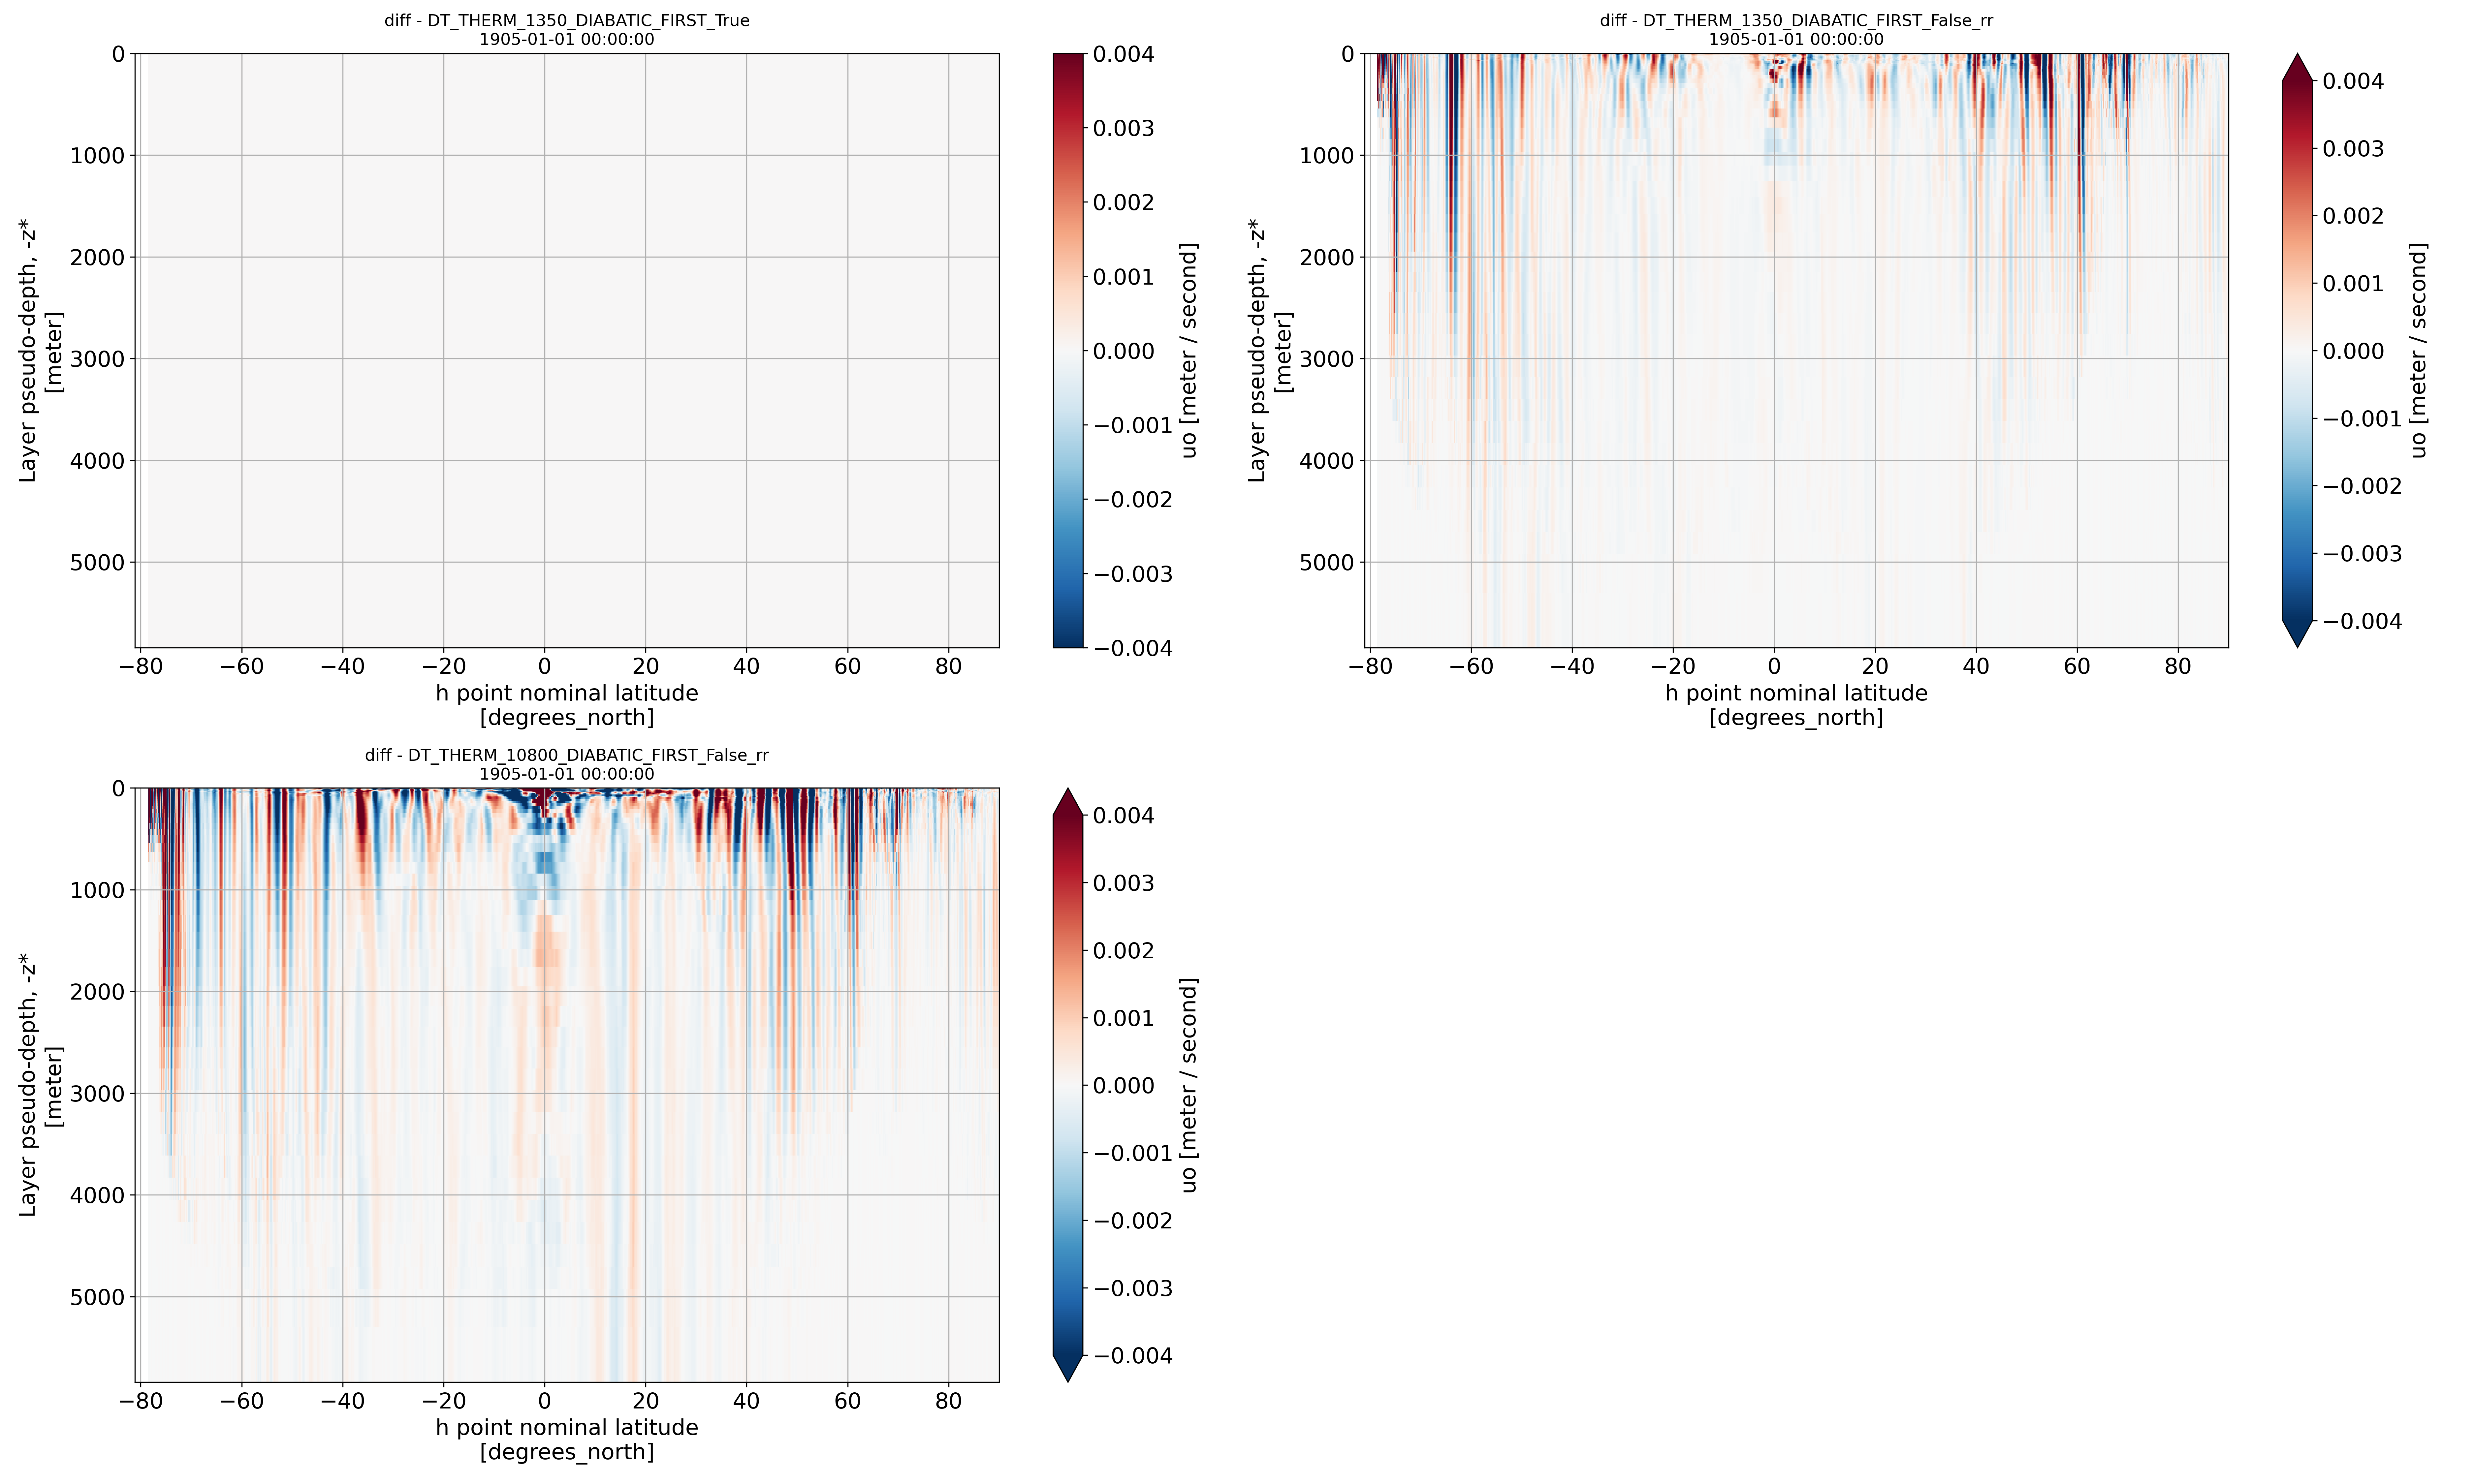 diff - DT_THERM_1350_DIABATIC_FIRST_True
1905-01-01 00:00:00
0
1000
2000
3000
4000
5000
Layer pseudo-depth, -z*
[meter]
−80 −60 −40 −20 0 20 40 60 80
h point nominal latitude
[degrees_north]
0.004
0.003
0.002
0.001
0.000
−0.001
−0.002
−0.003
−0.004
uo [meter / second]
diff - DT_THERM_1350_DIABATIC_FIRST_False_rr
1905-01-01 00:00:00
0
1000
2000
3000
4000
5000
Layer pseudo-depth, -z*
[meter]
−80 −60 −40 −20 0 20 40 60 80
h point nominal latitude
[degrees_north]
0.004
0.003
0.002
0.001
0.000
−0.001
−0.002
−0.003
−0.004
uo [meter / second]
diff - DT_THERM_10800_DIABATIC_FIRST_False_rr
1905-01-01 00:00:00
0
1000
2000
3000
4000
5000
Layer pseudo-depth, -z*
[meter]
−80 −60 −40 −20 0 20 40 60 80
h point nominal latitude
[degrees_north]
0.004
0.003
0.002
0.001
0.000
−0.001
−0.002
−0.003
−0.004
uo [meter / second]